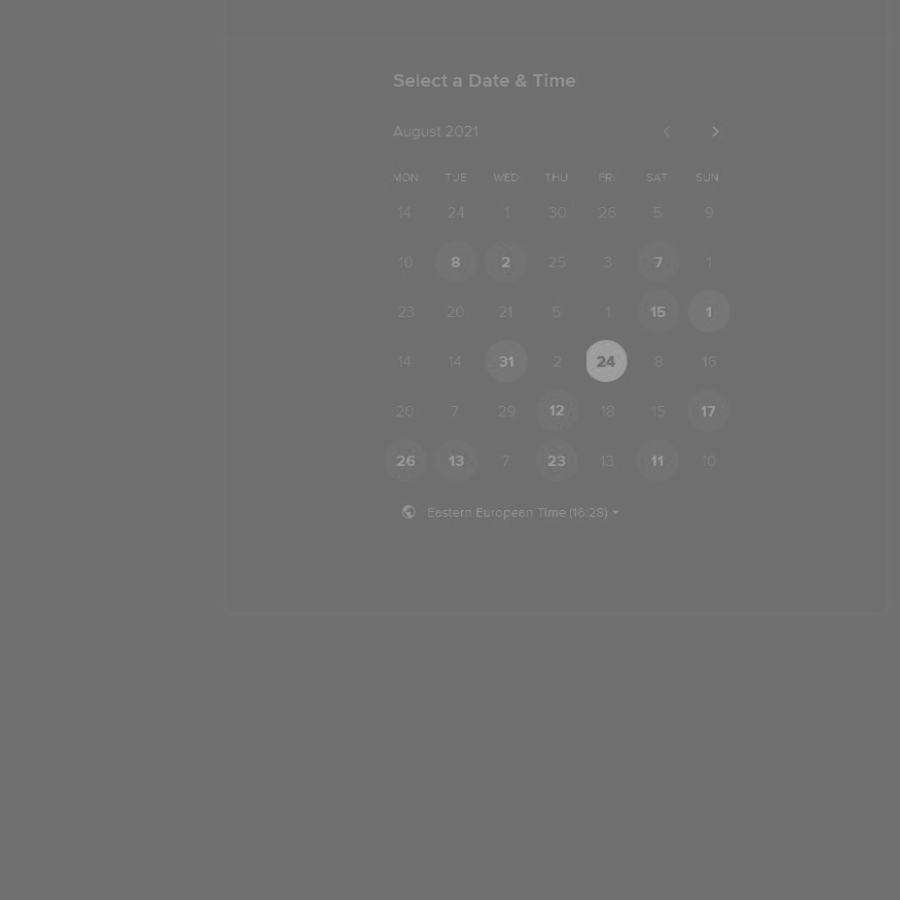 Select a Date & Time
August 2021
MON TUE WED THU FRI SAT SUN
14 24 1 30 26 5 9
10 8 2 25 3 7 1
23 20 21 5 1 15 1
14 14 31 2 24 8 16
20 7 29 12 18 15 17
26 13 7 23 13 11 10
Eastern European Time (16:28)